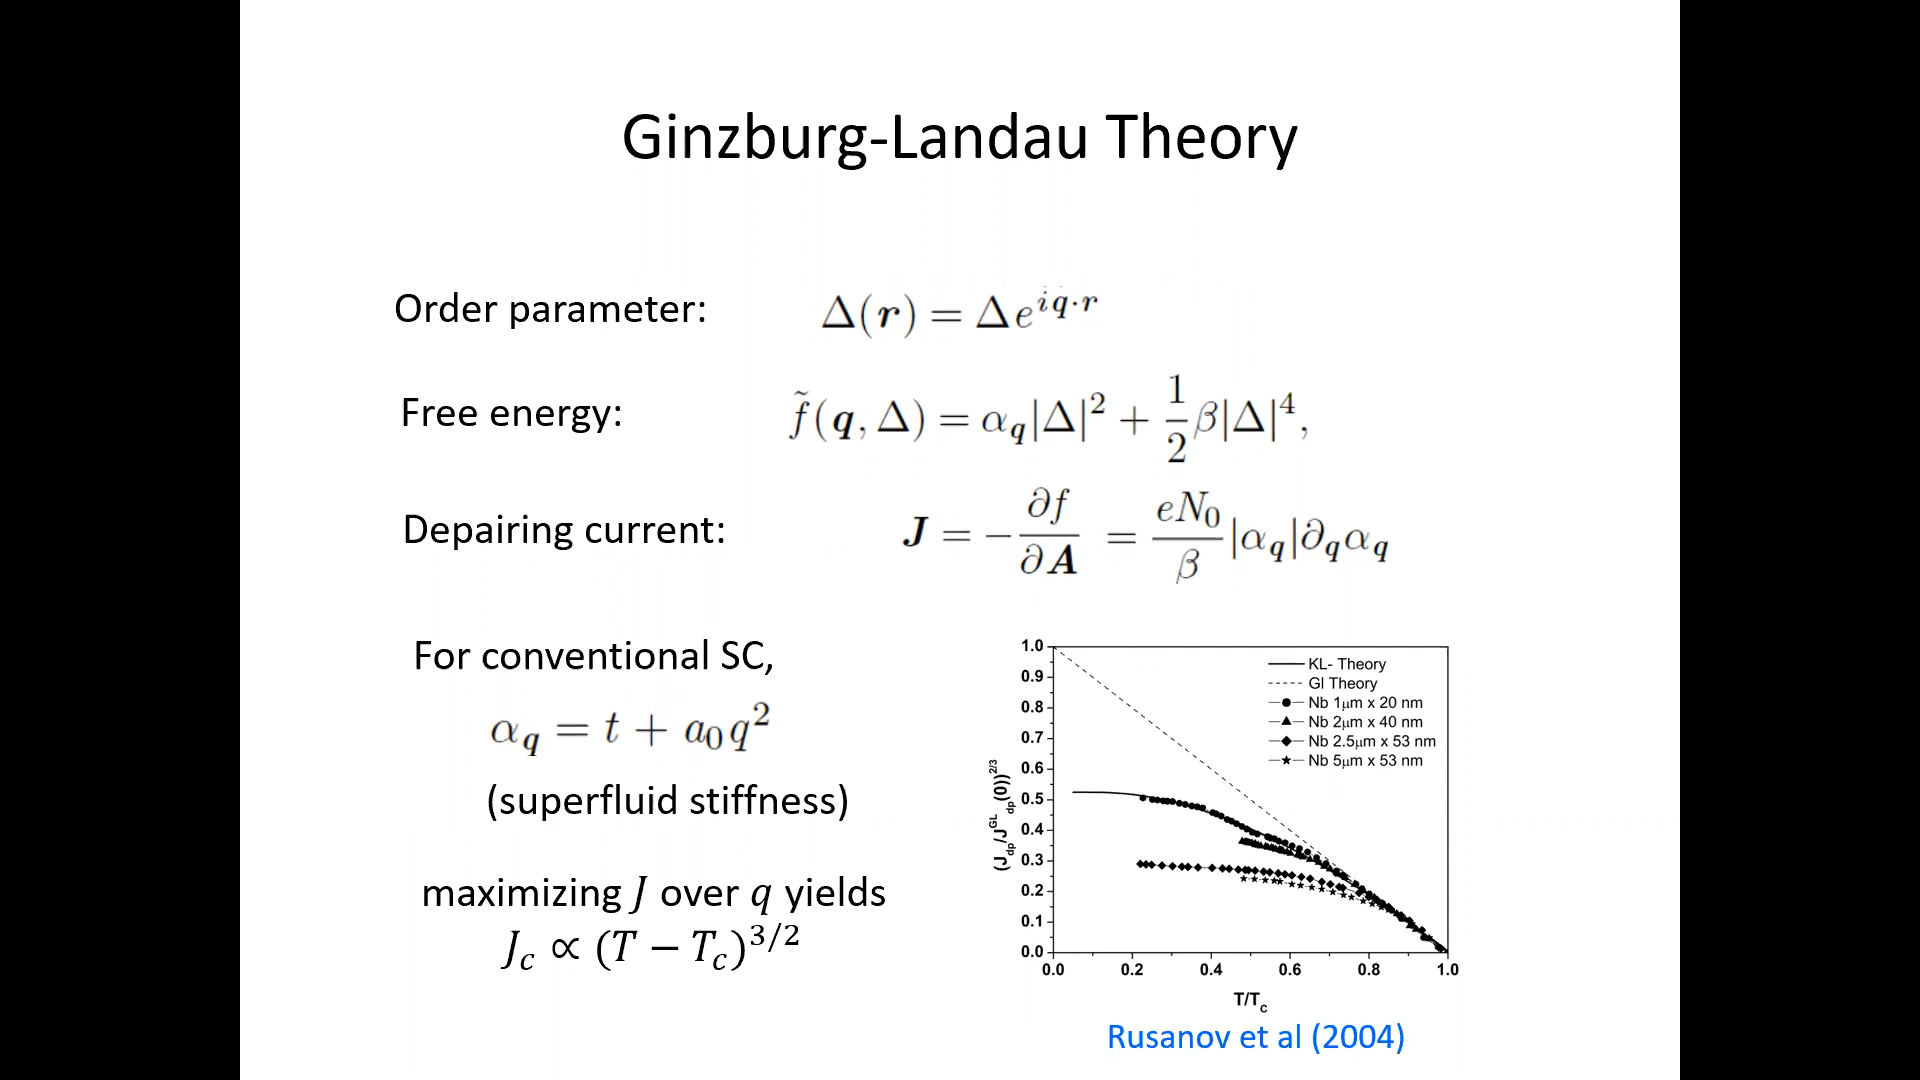 Ginzburg-Landau Theory
Order parameter: Δ(𝒓) = Δe^{i𝒒·𝒓}
Free energy: f̃(𝒒, Δ) = α_𝒒|Δ|² + 1/2 β|Δ|⁴,
Depairing current: 𝑱 = − ∂f/∂𝑨 = eN₀/β |α_𝒒|∂_𝒒α_𝒒
For conventional SC,
α_𝒒 = t + a₀q²
(superfluid stiffness)
maximizing J over q yields
J_c ∝ (T − T_c)^{3/2}
(J_dp/J^GL_dp(0))^{2/3}
1.0
0.9
0.8
0.7
0.6
0.5
0.4
0.3
0.2
0.1
0.0
KL- Theory
Gl Theory
Nb 1μm x 20 nm
Nb 2μm x 40 nm
Nb 2.5μm x 53 nm
Nb 5μm x 53 nm
0.0 0.2 0.4 0.6 0.8 1.0
T/T_c
Rusanov et al (2004)